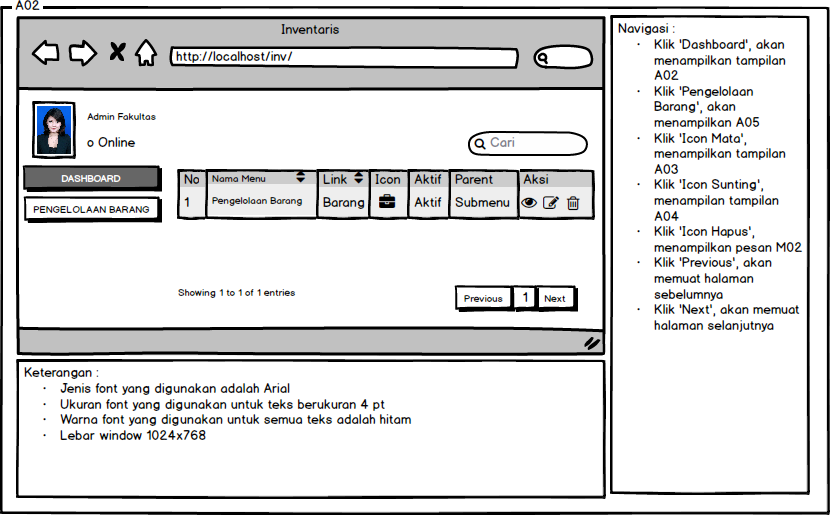 A02
Inventaris
http://localhost/inv/
Admin Fakultas
o Online
Cari
DASHBOARD
PENGELOLAAN BARANG
No Nama Menu Link Icon Aktif Parent Aksi
1 Pengelolaan Barang Barang Aktif Submenu
Showing 1 to 1 of 1 entries
Previous 1 Next
Navigasi :
· Klik 'Dashboard', akan
menampilkan tampilan
A02
· Klik 'Pengelolaan
Barang', akan
menampilkan A05
· Klik 'Icon Mata',
menampilkan tampilan
A03
· Klik 'Icon Sunting',
menampilan tampilan
A04
· Klik 'Icon Hapus',
menampilkan pesan M02
· Klik 'Previous', akan
memuat halaman
sebelumnya
· Klik 'Next', akan memuat
halaman selanjutnya
Keterangan :
· Jenis font yang digunakan adalah Arial
· Ukuran font yang digunakan untuk teks berukuran 4 pt
· Warna font yang digunakan untuk semua teks adalah hitam
· Lebar window 1024x768